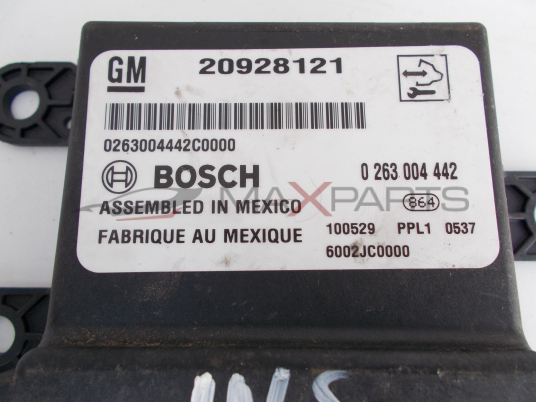 GM 20928121
0263004442C0000
BOSCH 0 263 004 442
MAXPARTS
ASSEMBLED IN MEXICO 864
FABRIQUE AU MEXIQUE 100529 PPL1 0537
6002JC0000